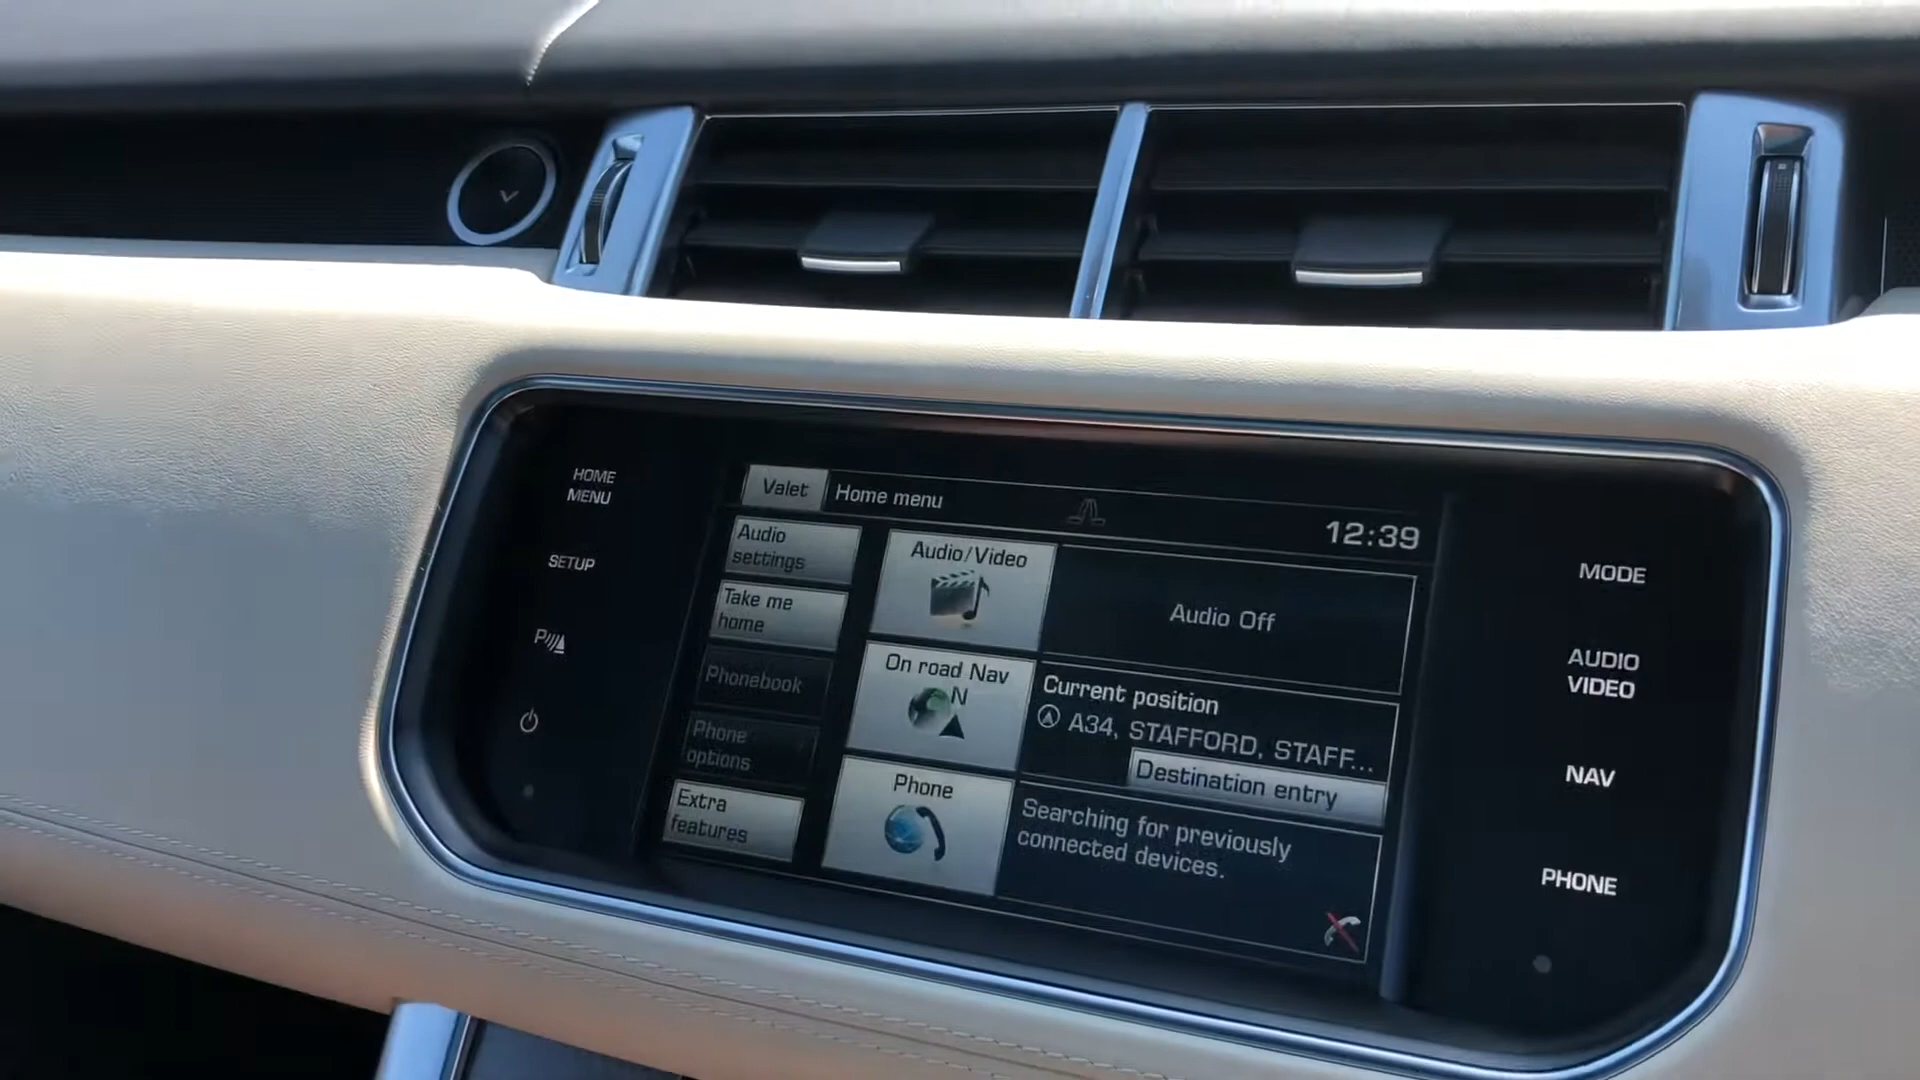 HOME
MENU
SETUP
P
Valet
Home menu
12:39
Audio
settings
Take me
home
Phonebook
Phone
options
Extra
features
Audio/Video
Audio Off
On road Nav
N
Current position
A34, STAFFORD, STAFF...
Destination entry
Phone
Searching for previously
connected devices.
MODE
AUDIO
VIDEO
NAV
PHONE